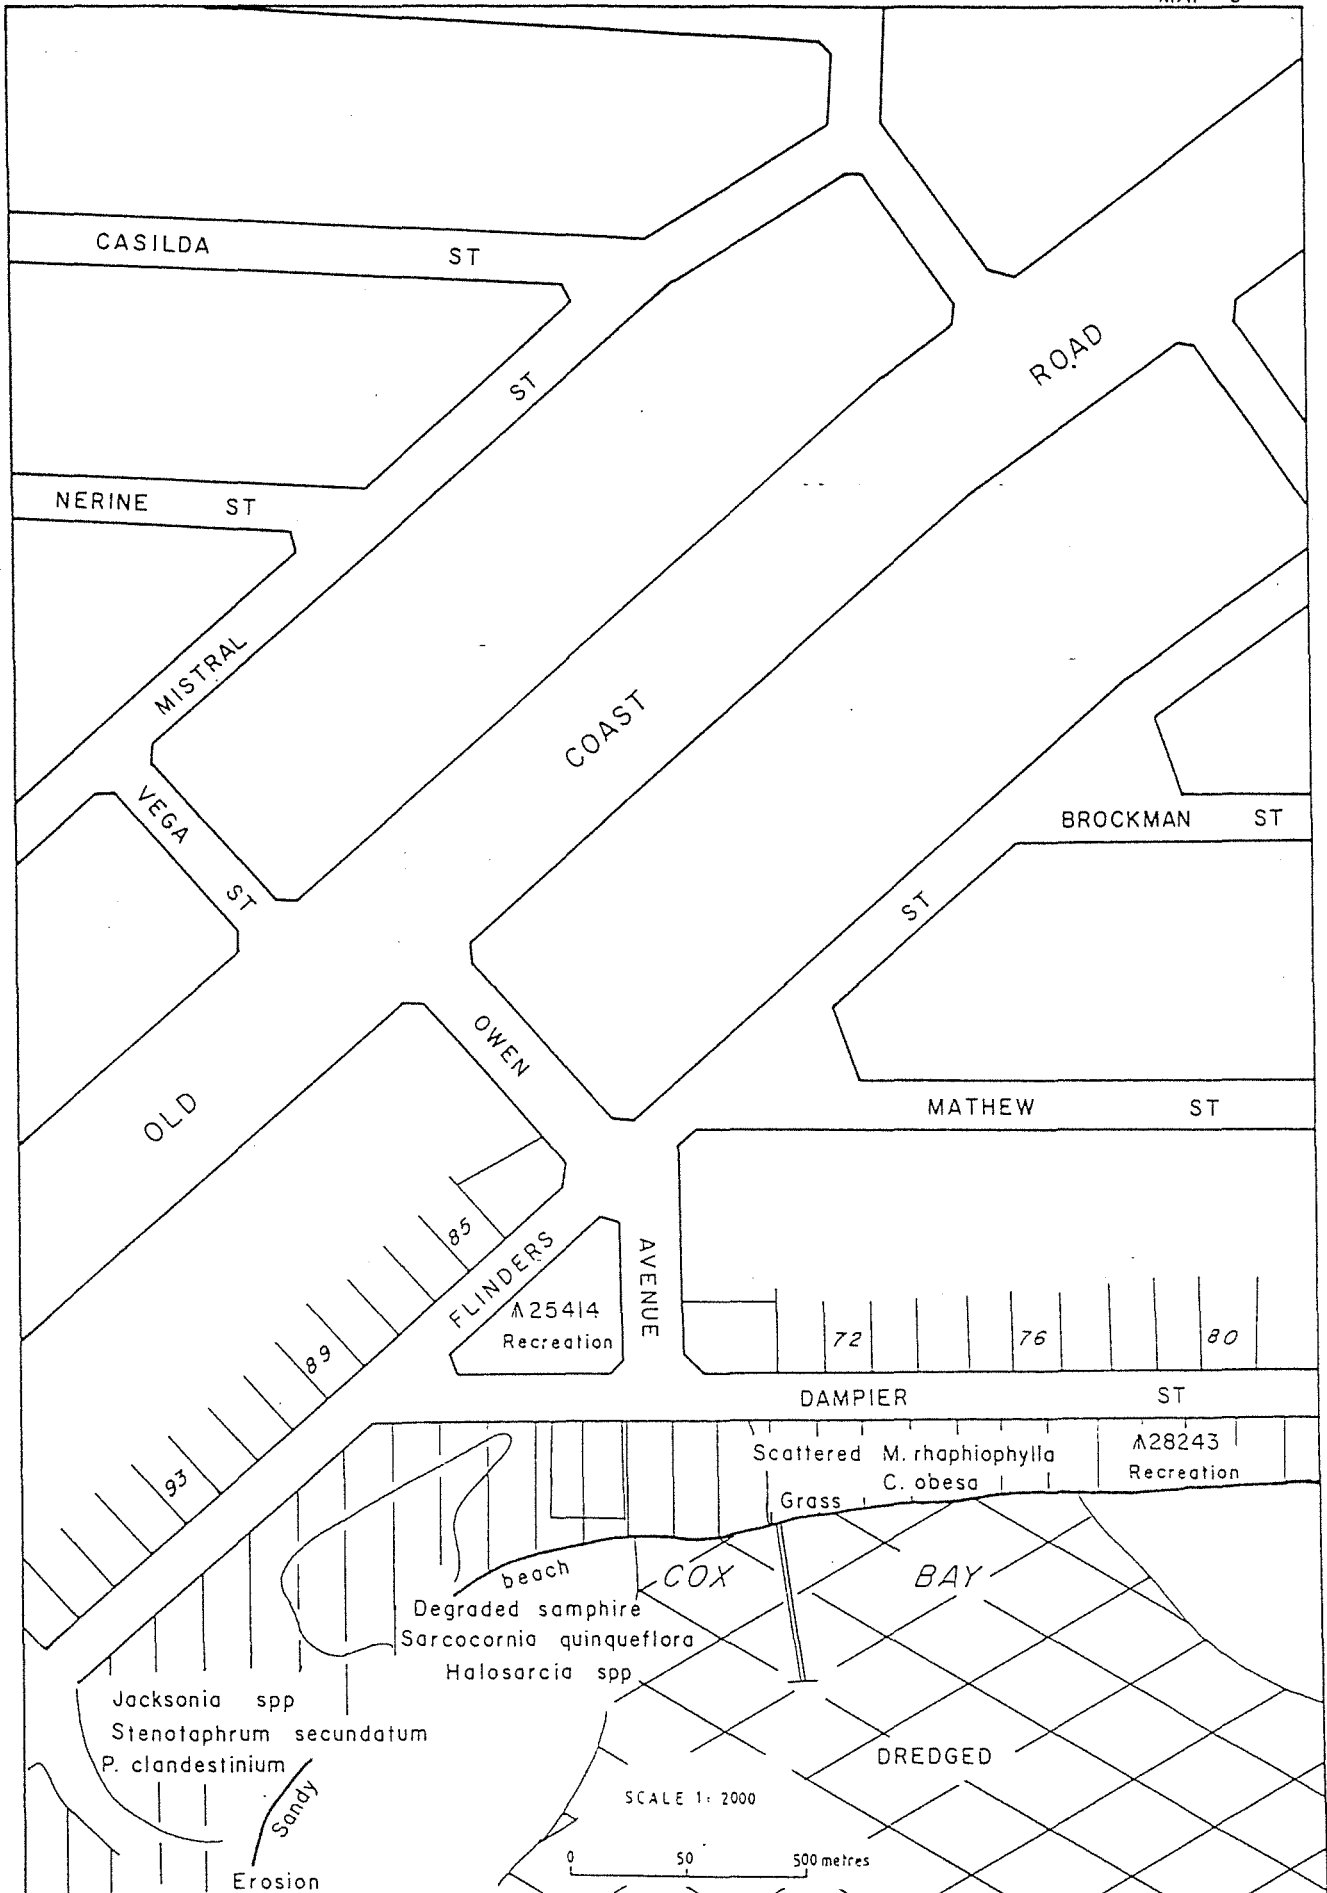 CASILDA ST
ST
ROAD
NERINE ST
MISTRAL
COAST
VEGA
ST
BROCKMAN ST
ST
OWEN
MATHEW ST
OLD
85
FLINDERS
AVENUE
25414
Recreation
72 76 80
89
DAMPIER ST
Scattered M. rhaphiophylla
C. obesa
Grass
28243
Recreation
93
beach
COX BAY
Degraded samphire
Sarcocornia quinqueflora
Halosarcia spp
Jacksonia spp
Stenotaphrum secundatum
P. clandestinium
Sandy
Erosion
DREDGED
SCALE 1: 2000
0 50 500 metres